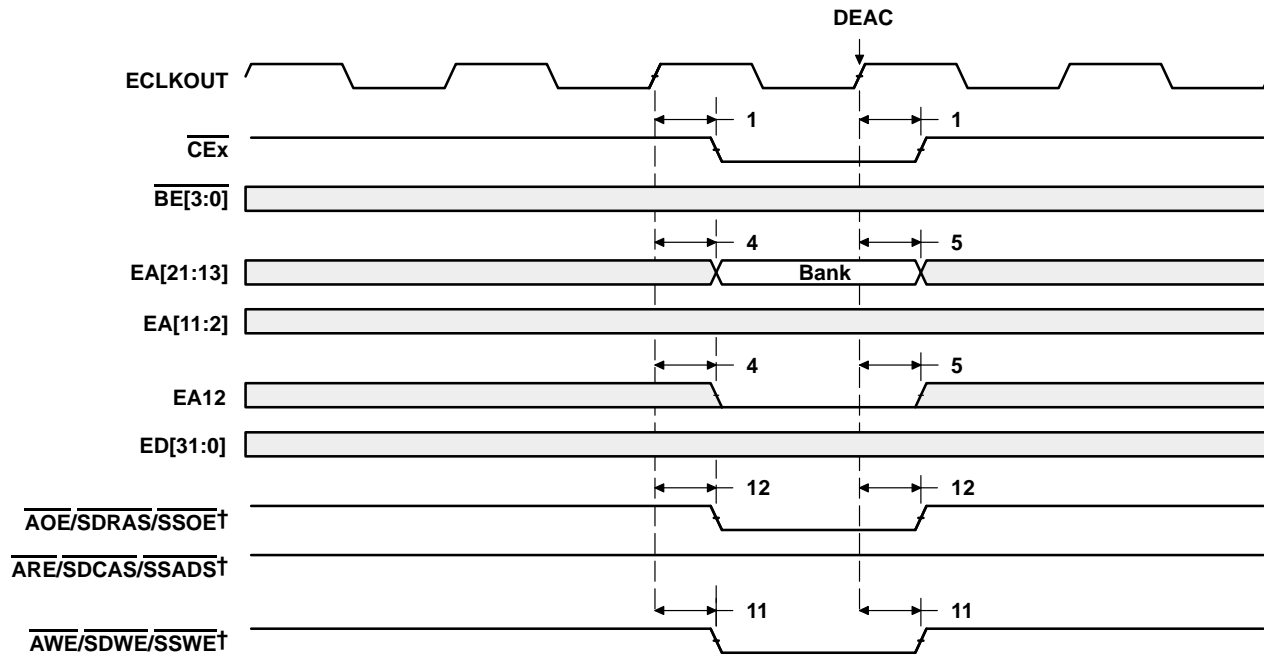 DEAC
ECLKOUT
1 1
CEx
BE[3:0]
4 5
EA[21:13] Bank
EA[11:2]
4 5
EA12
ED[31:0]
12 12
AOE/SDRAS/SSOE†
ARE/SDCAS/SSADS†
11 11
AWE/SDWE/SSWE†